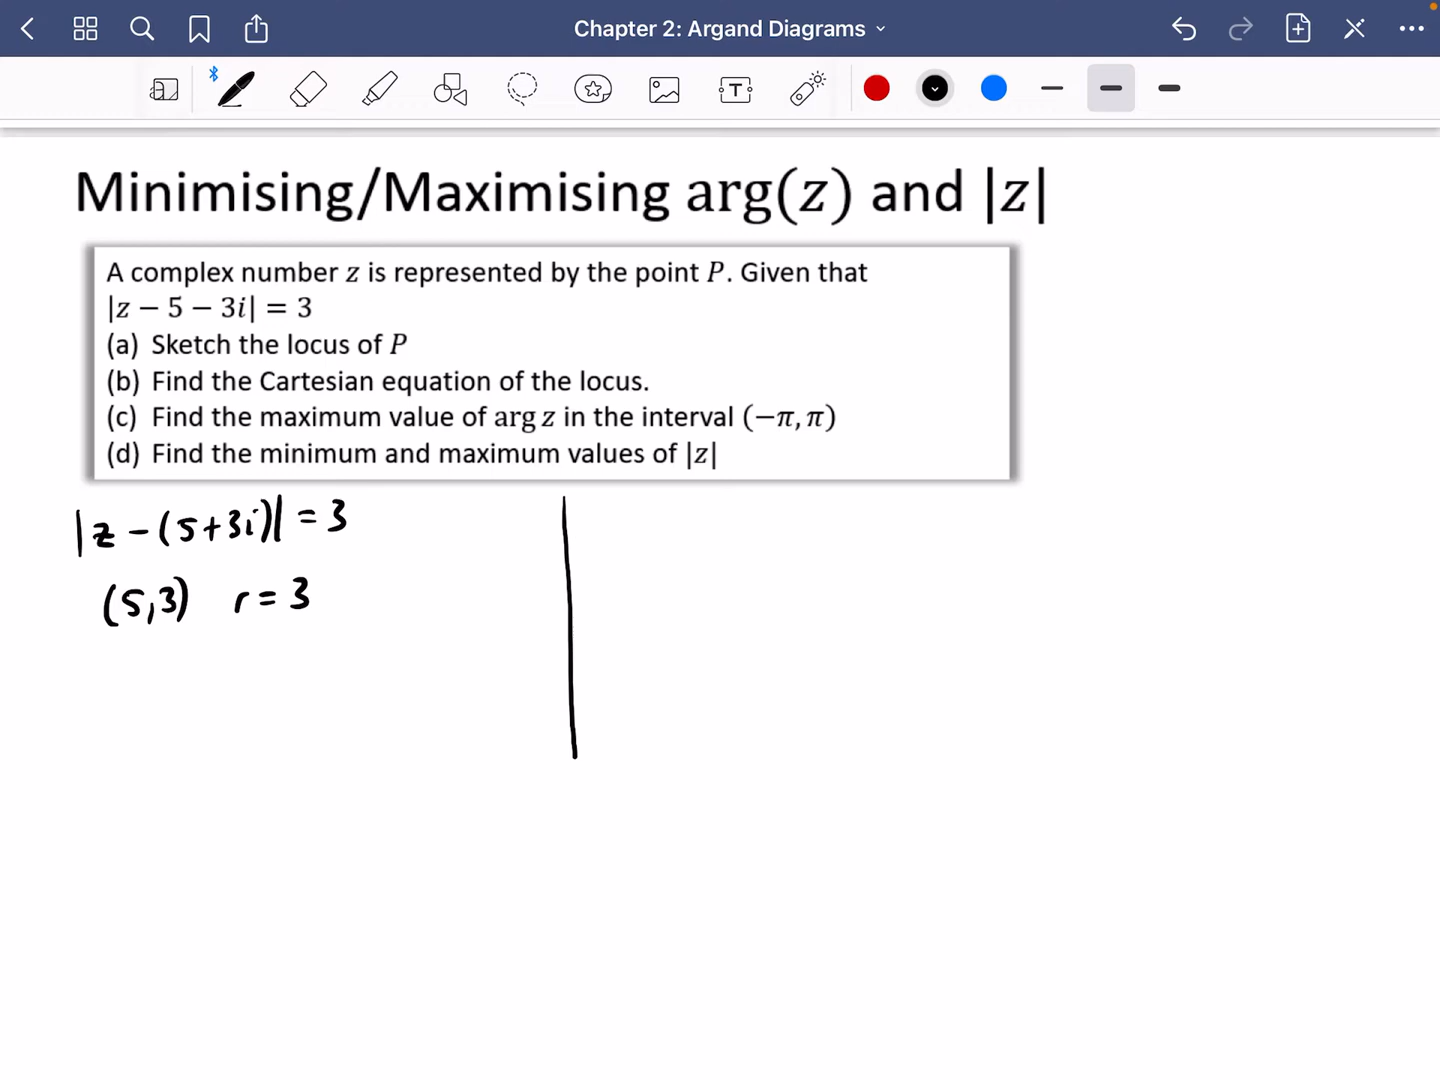 Chapter 2: Argand Diagrams
Minimising/Maximising arg(z) and |z|
A complex number z is represented by the point P. Given that
|z − 5 − 3i| = 3
(a) Sketch the locus of P
(b) Find the Cartesian equation of the locus.
(c) Find the maximum value of arg z in the interval (−π, π)
(d) Find the minimum and maximum values of |z|
|z − (5+3i)| = 3
(5,3) r = 3